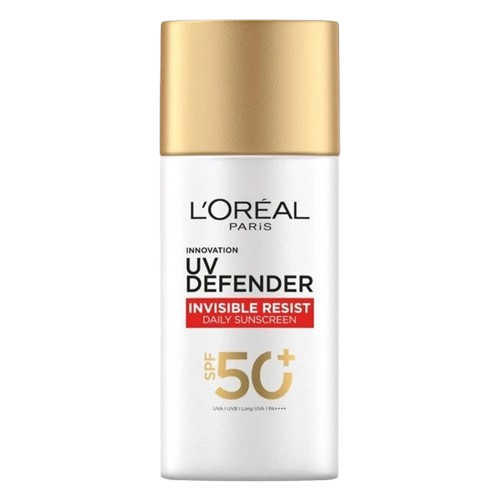 L'ORÉAL
PARIS
INNOVATION
UV
DEFENDER
INVISIBLE RESIST
DAILY SUNSCREEN
SPF 50+
UVA I UVB I Long UVA I PA++++